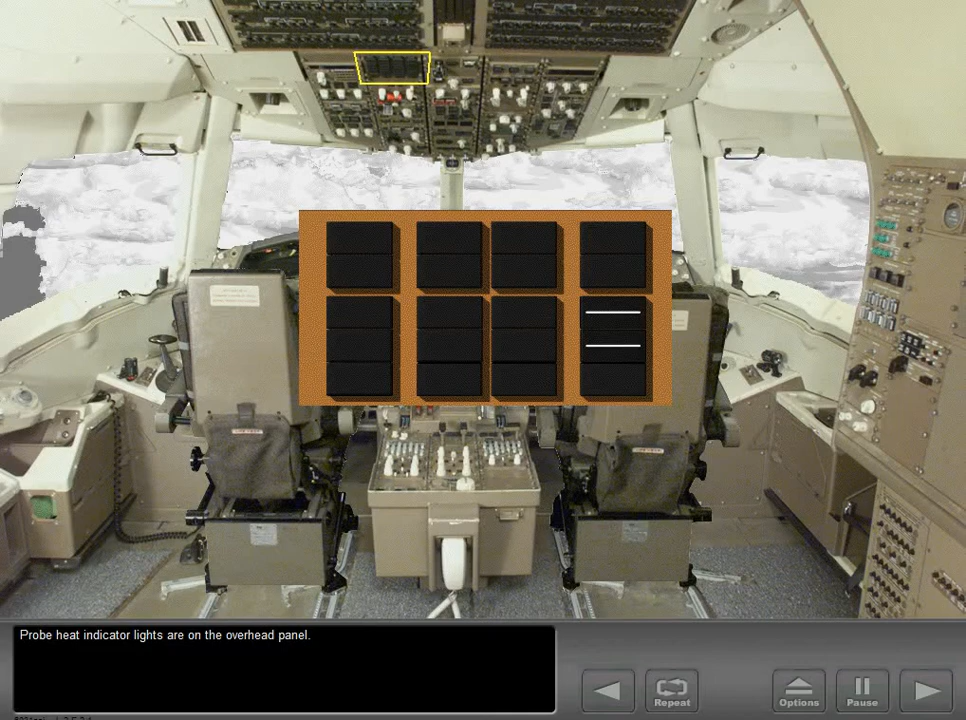 Probe heat indicator lights are on the overhead panel.
Repeat
Options
Pause